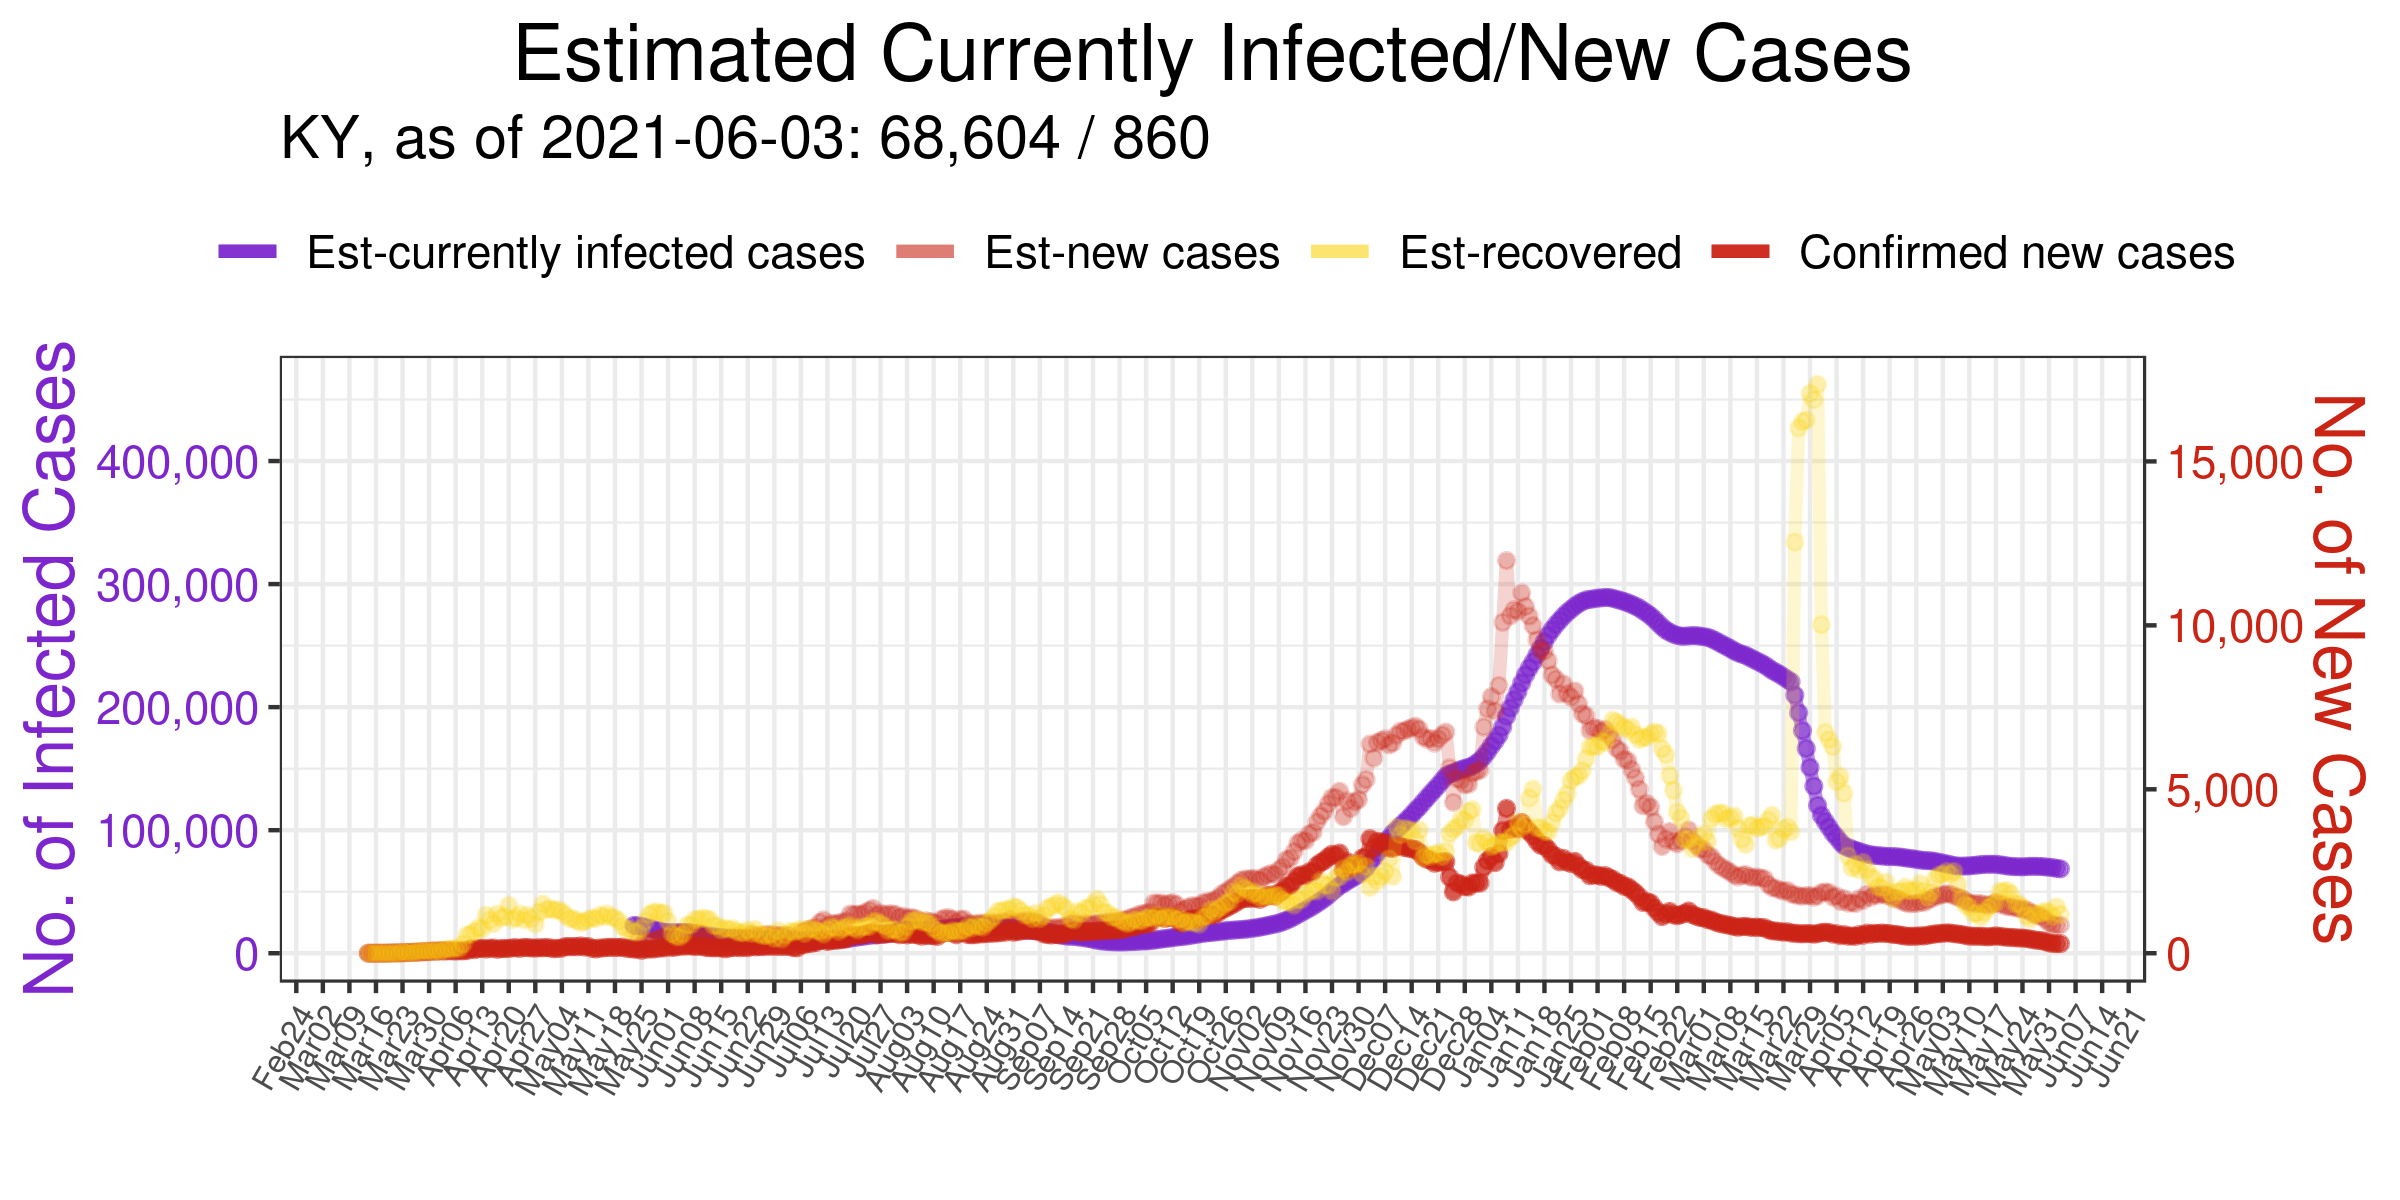 Estimated Currently Infected/New Cases
KY, as of 2021-06-03: 68,604 / 860
Est-currently infected cases
Est-new cases
Est-recovered
Confirmed new cases
No. of Infected Cases
400,000
300,000
200,000
100,000
0
15,000
10,000
5,000
0
No. of New Cases
Feb24
Mar02
Mar09
Mar16
Mar23
Mar30
Apr06
Apr13
Apr20
Apr27
May04
May11
May18
May25
Jun01
Jun08
Jun15
Jun22
Jun29
Jul06
Jul13
Jul20
Jul27
Aug03
Aug10
Aug17
Aug24
Aug31
Sep07
Sep14
Sep21
Sep28
Oct05
Oct12
Oct19
Oct26
Nov02
Nov09
Nov16
Nov23
Nov30
Dec07
Dec14
Dec21
Dec28
Jan04
Jan11
Jan18
Jan25
Feb01
Feb08
Feb15
Feb22
Mar01
Mar08
Mar15
Mar22
Mar29
Apr05
Apr12
Apr19
Apr26
May03
May10
May17
May24
May31
Jun07
Jun14
Jun21